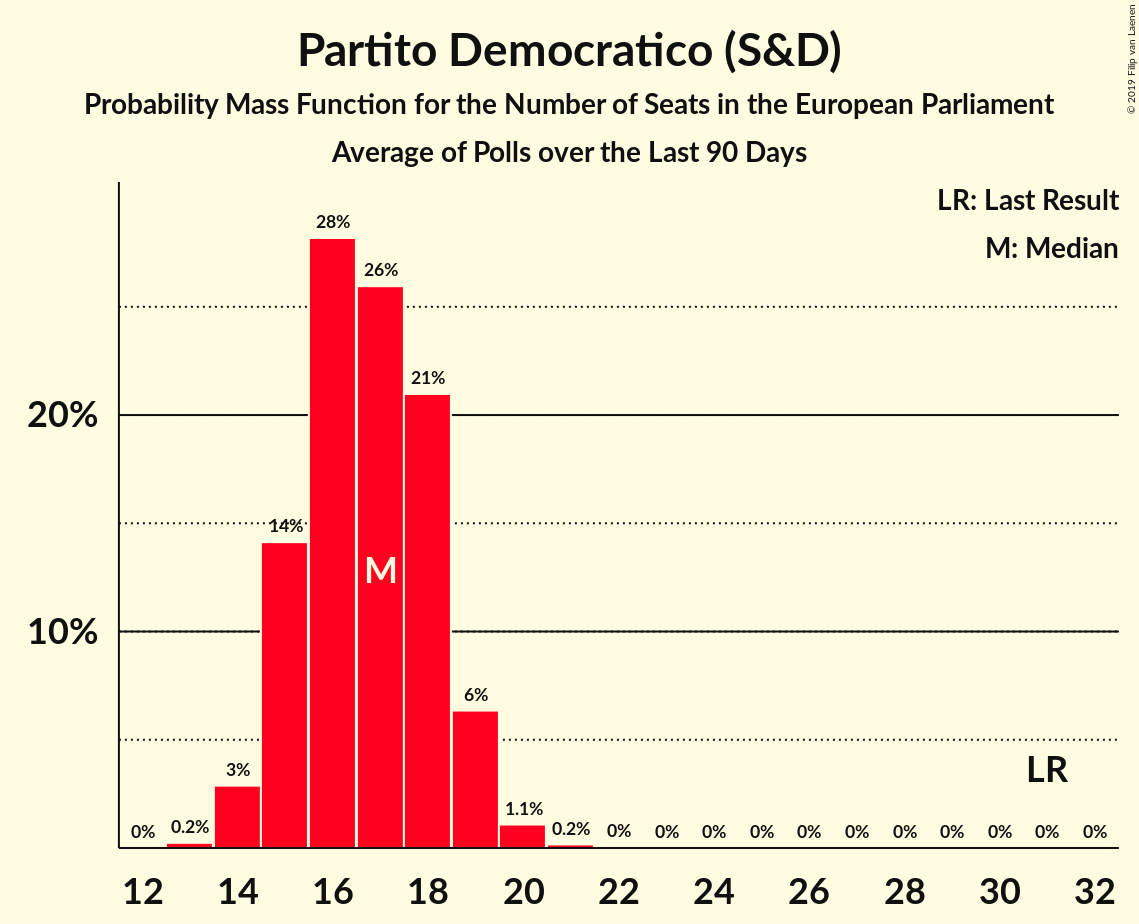 Partito Democratico (S&D)
Probability Mass Function for the Number of Seats in the European Parliament
Average of Polls over the Last 90 Days
© 2019 Filip van Laenen
LR: Last Result
M: Median
28%
26%
21%
20%
14%
M
10%
6%
3%
LR
1.1%
0% 0.2% 0.2% 0% 0% 0% 0% 0% 0% 0% 0% 0% 0% 0%
12 14 16 18 20 22 24 26 28 30 32